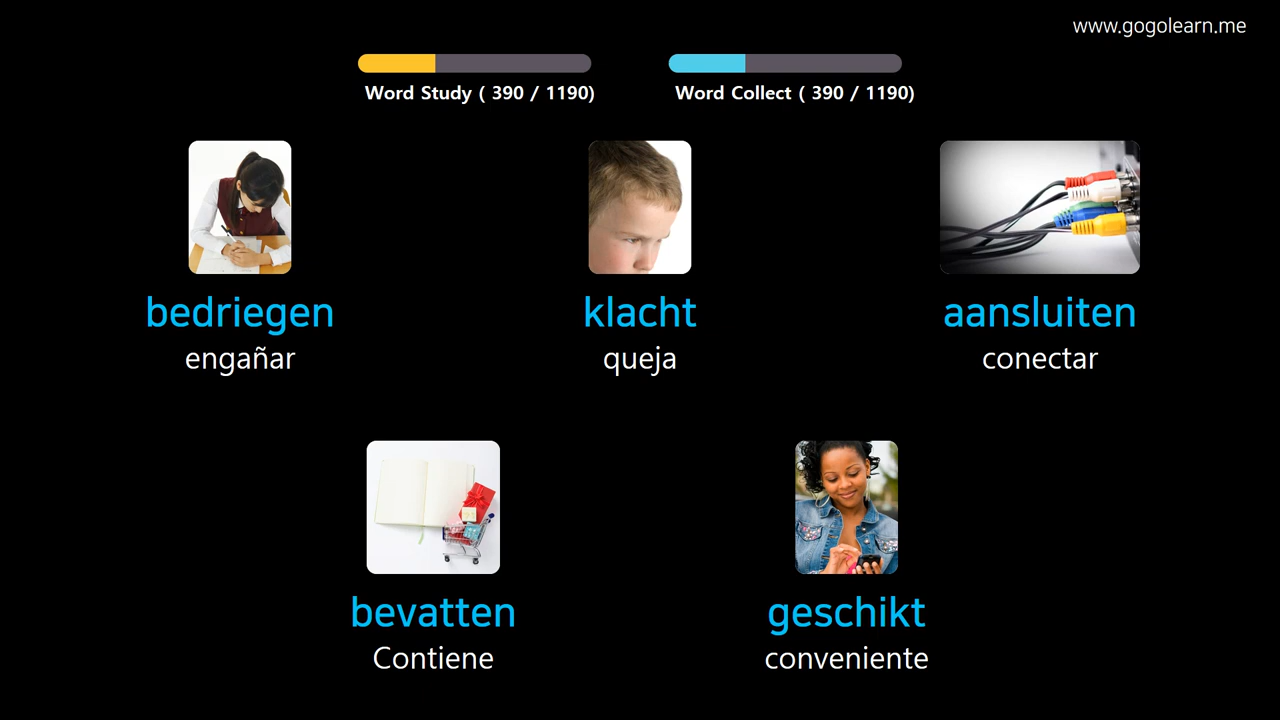 www.gogolearn.me
Word Study ( 390 / 1190)
Word Collect ( 390 / 1190)
bedriegen
engañar
klacht
queja
aansluiten
conectar
bevatten
Contiene
geschikt
conveniente